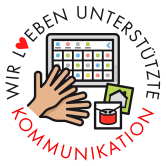 WIR L❤EBEN UNTERSTÜTZTE
KOMMUNIKATION